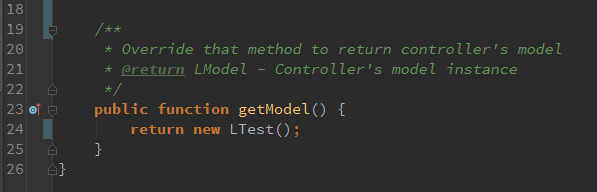 18
19 /**
20 * Override that method to return controller's model
21 * @return LModel – Controller's model instance
22 */
23 public function getModel() {
24 return new LTest();
25 }
26 }